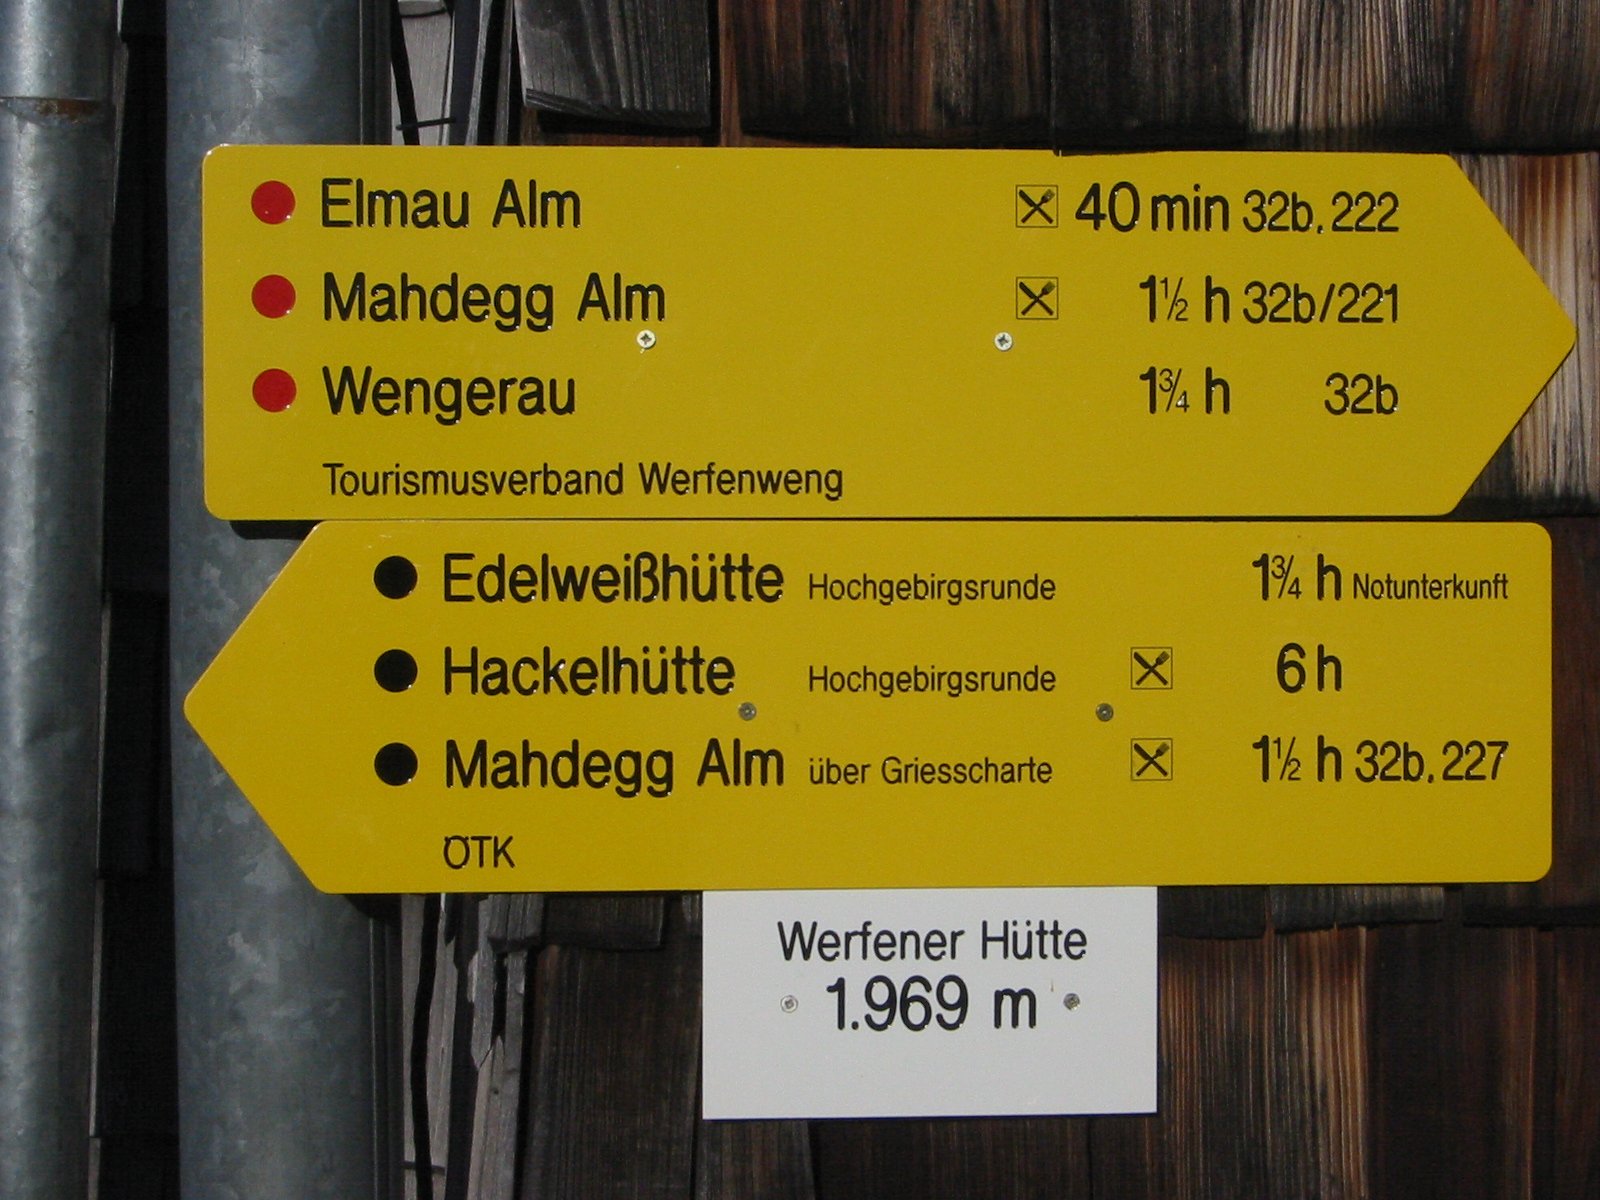 Elmau Alm 40 min 32b, 222
Mahdegg Alm 1½ h 32b/221
Wengerau 1¾ h 32b
Tourismusverband Werfenweng
Edelweißhütte Hochgebirgsrunde 1¾ h Notunterkunft
Hackelhütte Hochgebirgsrunde 6 h
Mahdegg Alm über Griesscharte 1½ h 32b, 227
ÖTK
Werfener Hütte
1.969 m